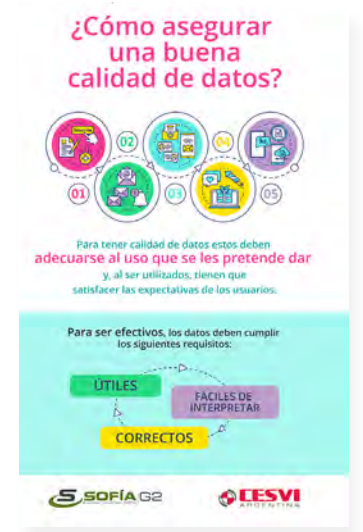 ¿Cómo asegurar
una buena
calidad de datos?
02
04
01
03
05
Para tener calidad de datos estos deben
adecuarse al uso que se les pretende dar
y, al ser utilizados, tienen que
satisfacer las expectativas de los usuarios.
Para ser efectivos, los datos deben cumplir
los siguientes requisitos:
ÚTILES
FÁCILES DE
INTERPRETAR
CORRECTOS
SOFÍA G2
CESVI
ARGENTINA